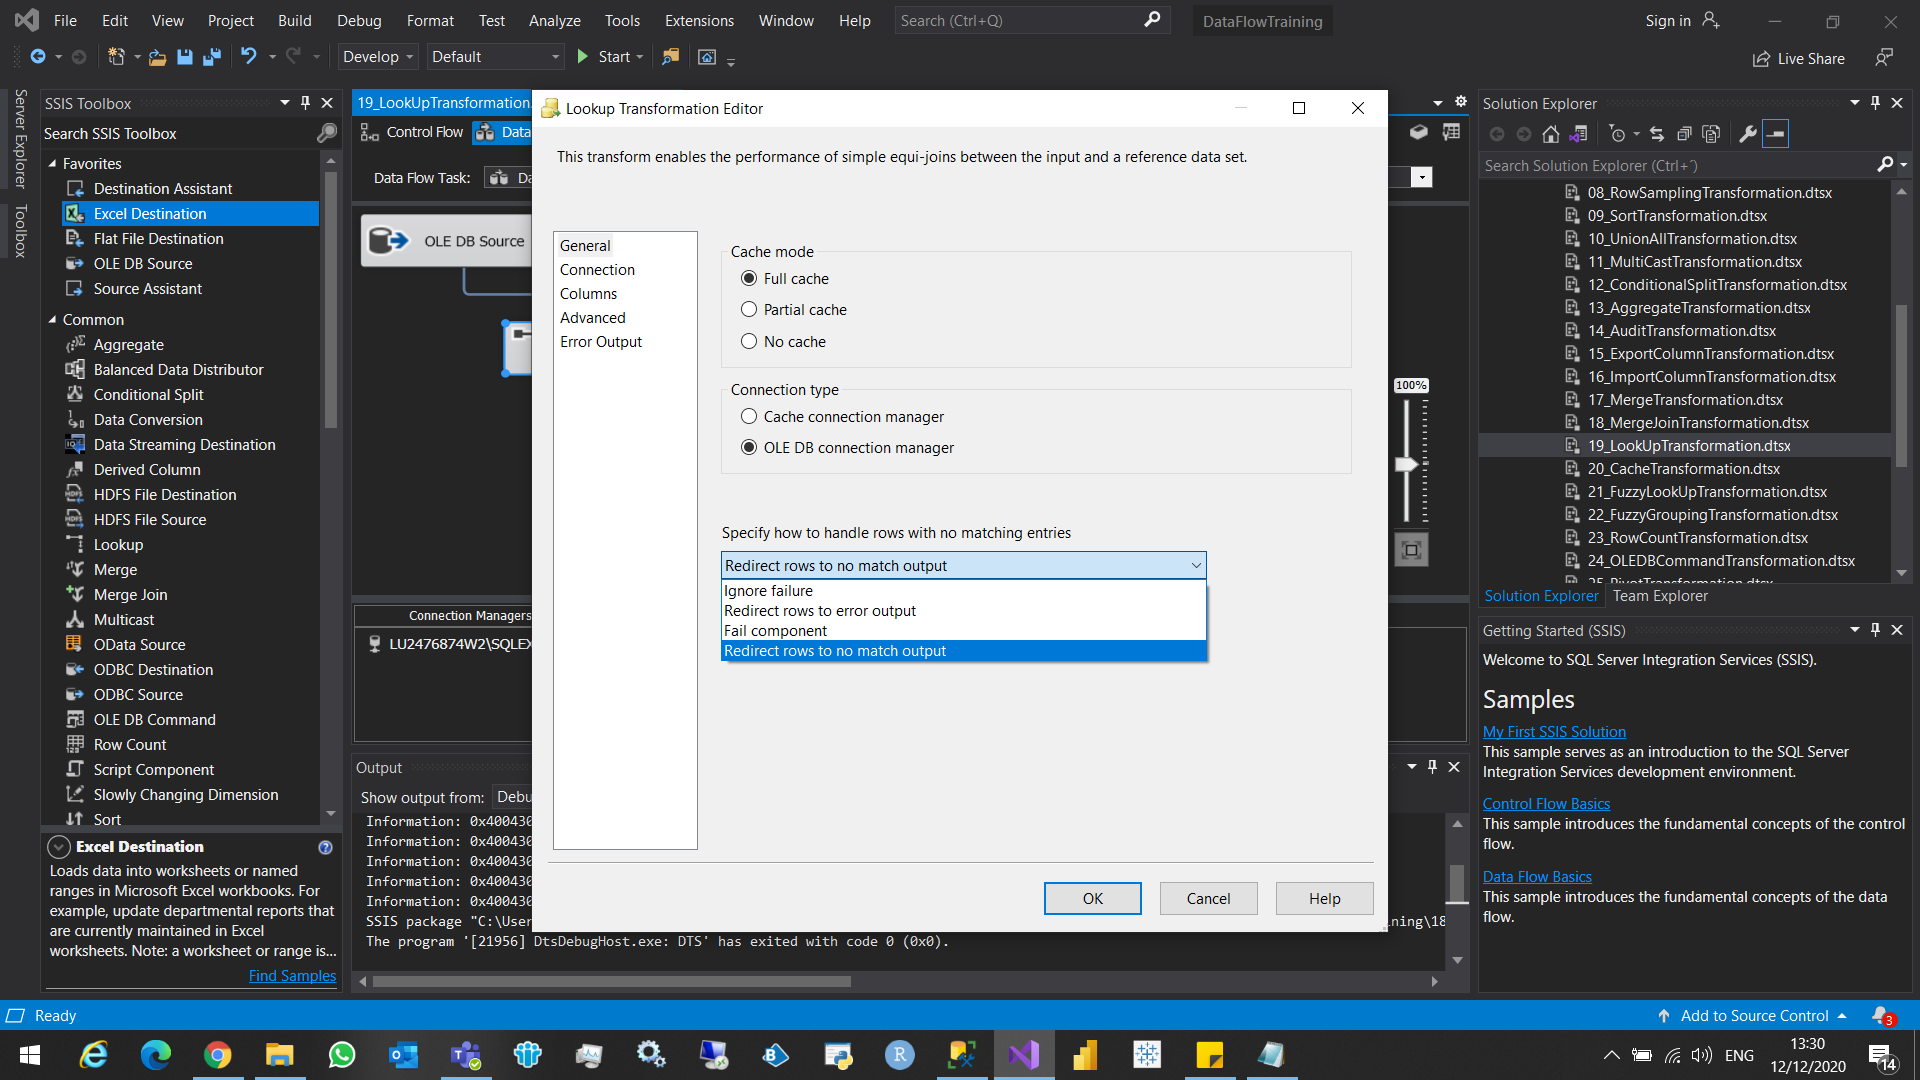 File Edit View Project Build Debug Format Test Analyze Tools Extensions Window Help Search (Ctrl+Q) DataFlowTraining Sign in
Develop Default Start Live Share
Server Explorer
Toolbox
SSIS Toolbox
Search SSIS Toolbox
Favorites
Destination Assistant
Excel Destination
Flat File Destination
OLE DB Source
Source Assistant
Common
Aggregate
Balanced Data Distributor
Conditional Split
Data Conversion
Data Streaming Destination
Derived Column
HDFS File Destination
HDFS File Source
Lookup
Merge
Merge Join
Multicast
OData Source
ODBC Destination
ODBC Source
OLE DB Command
Row Count
Script Component
Slowly Changing Dimension
Sort
Excel Destination
Loads data into worksheets or named
ranges in Microsoft Excel workbooks. For
example, update departmental reports that
are currently maintained in Excel
worksheets. Note: a worksheet or range is...
Find Samples
19_LookUpTransformation.
Control Flow Data
Data Flow Task: Da
OLE DB Source
100%
Connection Managers
LU2476874W2\SQLEX
Output
Show output from: Debu
Information: 0x400430
Information: 0x400430
Information: 0x400430
Information: 0x400430
Information: 0x400430
SSIS package "C:\User ning\18
The program '[21956] DtsDebugHost.exe: DTS' has exited with code 0 (0x0).
Lookup Transformation Editor
This transform enables the performance of simple equi-joins between the input and a reference data set.
General
Connection
Columns
Advanced
Error Output
Cache mode
Full cache
Partial cache
No cache
Connection type
Cache connection manager
OLE DB connection manager
Specify how to handle rows with no matching entries
Redirect rows to no match output
Ignore failure
Redirect rows to error output
Fail component
Redirect rows to no match output
OK Cancel Help
Solution Explorer
Search Solution Explorer (Ctrl+¨)
08_RowSamplingTransformation.dtsx
09_SortTransformation.dtsx
10_UnionAllTransformation.dtsx
11_MultiCastTransformation.dtsx
12_ConditionalSplitTransformation.dtsx
13_AggregateTransformation.dtsx
14_AuditTransformation.dtsx
15_ExportColumnTransformation.dtsx
16_ImportColumnTransformation.dtsx
17_MergeTransformation.dtsx
18_MergeJoinTransformation.dtsx
19_LookUpTransformation.dtsx
20_CacheTransformation.dtsx
21_FuzzyLookUpTransformation.dtsx
22_FuzzyGroupingTransformation.dtsx
23_RowCountTransformation.dtsx
24_OLEDBCommandTransformation.dtsx
25_PivotTransformation.dtsx
Solution Explorer Team Explorer
Getting Started (SSIS)
Welcome to SQL Server Integration Services (SSIS).
Samples
My First SSIS Solution
This sample serves as an introduction to the SQL Server
Integration Services development environment.
Control Flow Basics
This sample introduces the fundamental concepts of the control
flow.
Data Flow Basics
This sample introduces the fundamental concepts of the data
flow.
Ready Add to Source Control 3
ENG 13:30
12/12/2020 14